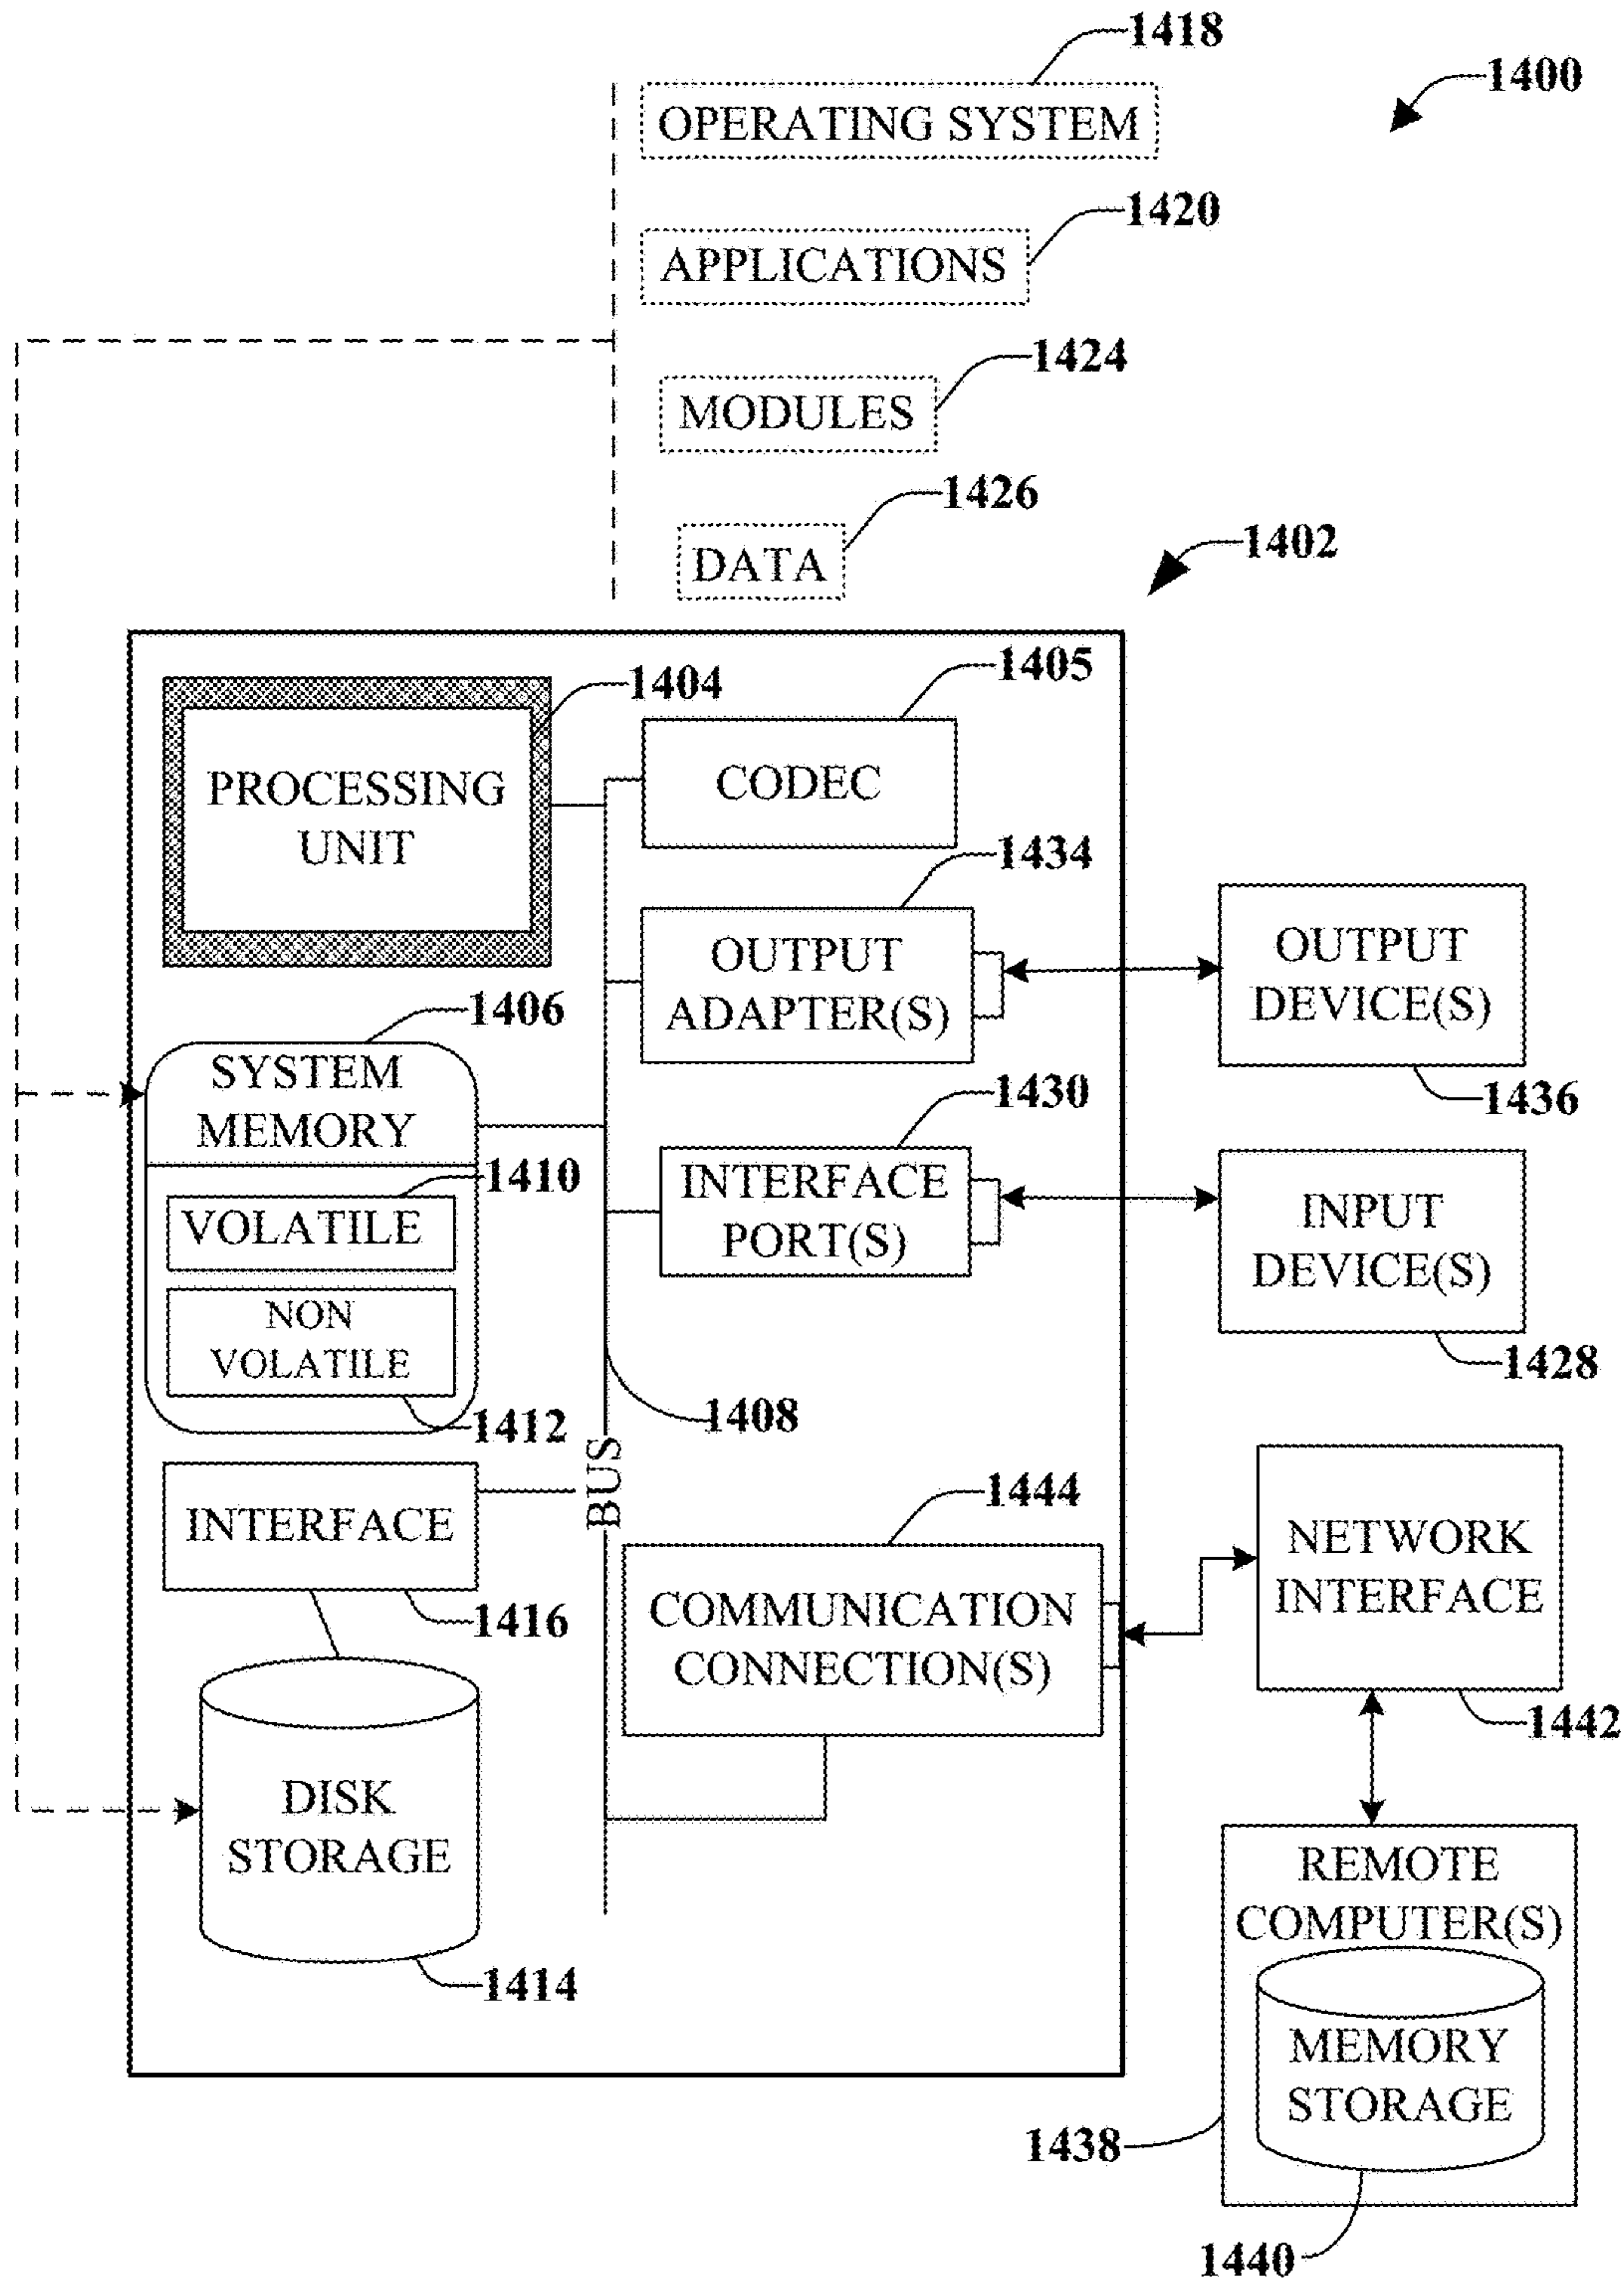 1418
1400
OPERATING SYSTEM
1420
APPLICATIONS
1424
MODULES
1426
DATA
1402
1404
1405
PROCESSING
UNIT
CODEC
1434
OUTPUT
ADAPTER(S)
OUTPUT
DEVICE(S)
1436
1406
SYSTEM
MEMORY
1410
VOLATILE
NON
VOLATILE
1412
1430
INTERFACE
PORT(S)
INPUT
DEVICE(S)
1428
1408
BUS
INTERFACE
1416
1444
COMMUNICATION
CONNECTION(S)
NETWORK
INTERFACE
1442
DISK
STORAGE
1414
REMOTE
COMPUTER(S)
MEMORY
STORAGE
1438
1440